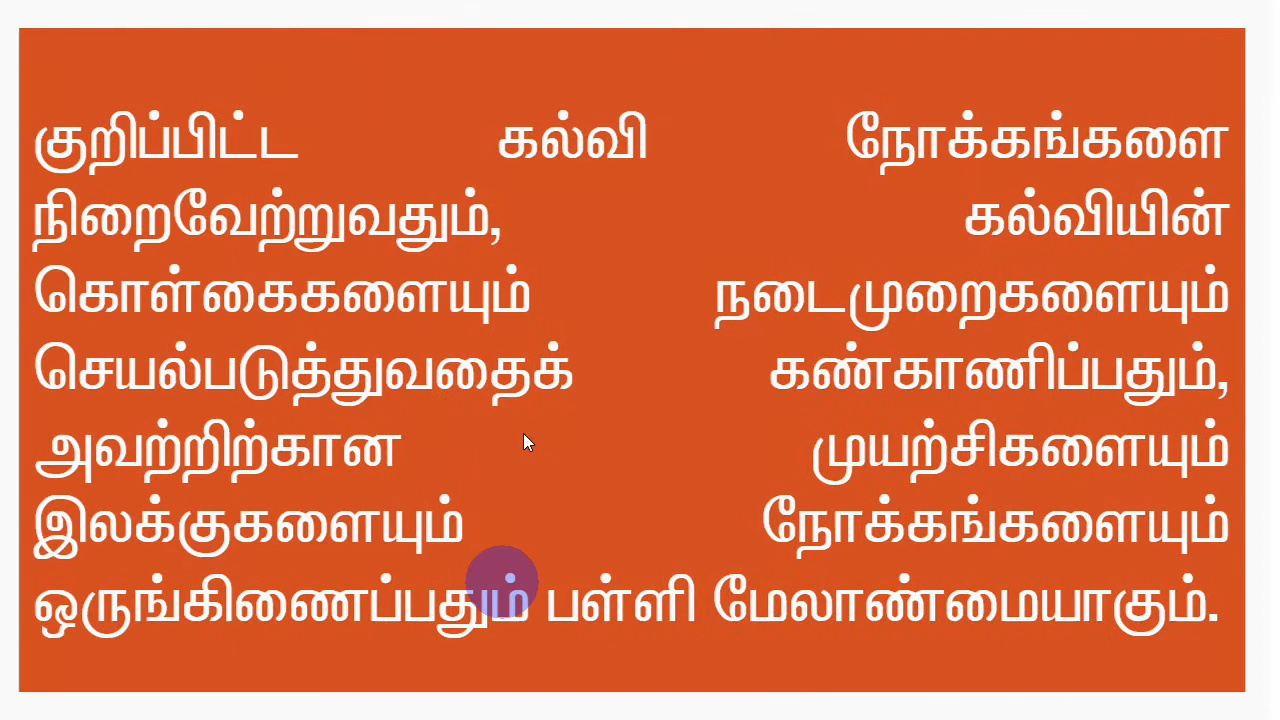 குறிப்பிட்ட கல்வி நோக்கங்களை
நிறைவேற்றுவதும், கல்வியின்
கொள்கைகளையும் நடைமுறைகளையும்
செயல்படுத்துவதைக் கண்காணிப்பதும்,
அவற்றிற்கான முயற்சிகளையும்
இலக்குகளையும் நோக்கங்களையும்
ஒருங்கிணைப்பதும் பள்ளி மேலாண்மையாகும்.